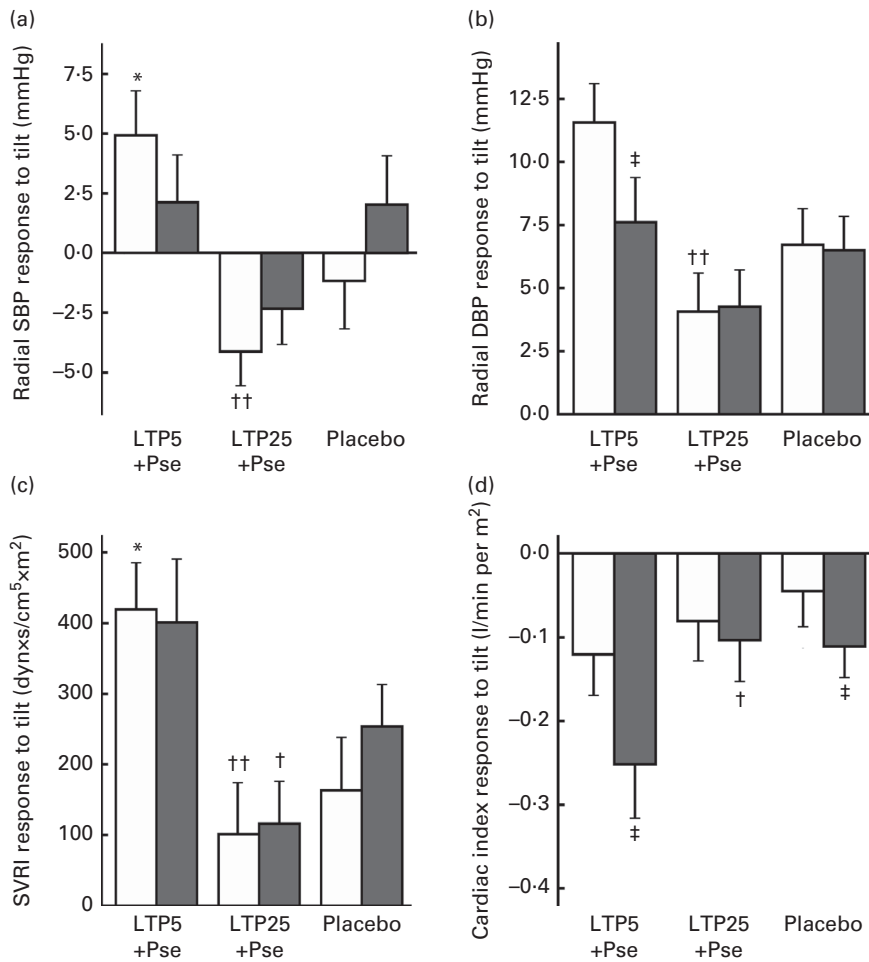 (a)
Radial SBP response to tilt (mmHg)
7·5
5·0
2·5
0·0
−2·5
−5·0
*
††
LTP5
+Pse
LTP25
+Pse
Placebo
(b)
Radial DBP response to tilt (mmHg)
12·5
10·0
7·5
5·0
2·5
0·0
‡
††
LTP5
+Pse
LTP25
+Pse
Placebo
(c)
SVRI response to tilt (dyn×s/cm⁵×m²)
500
400
300
200
100
0
*
††
†
LTP5
+Pse
LTP25
+Pse
Placebo
(d)
Cardiac index response to tilt (l/min per m²)
0·0
−0·1
−0·2
−0·3
−0·4
‡
†
‡
LTP5
+Pse
LTP25
+Pse
Placebo